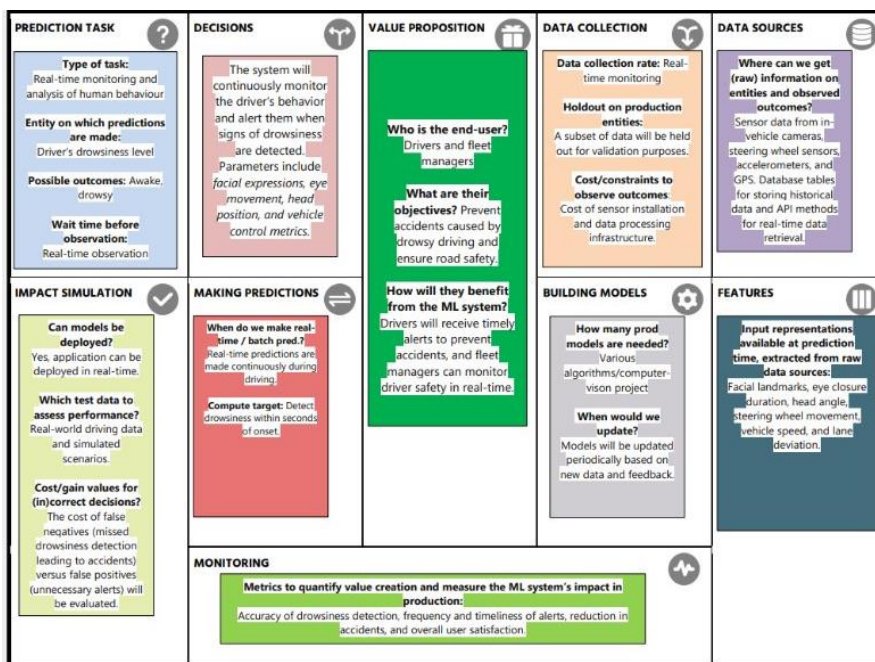 PREDICTION TASK
Type of task:
Real-time monitoring and
analysis of human behaviour
Entity on which predictions
are made:
Driver's drowsiness level
Possible outcomes: Awake,
drowsy
Wait time before
observation:
Real-time observation
DECISIONS
The system will
continuously monitor
the driver's behavior
and alert them when
signs of drowsiness
are detected.
Parameters include
facial expressions, eye
movement, head
position, and vehicle
control metrics.
VALUE PROPOSITION
Who is the end-user?
Drivers and fleet
managers
What are their
objectives? Prevent
accidents caused by
drowsy driving and
ensure road safety.
How will they benefit
from the ML system?
Drivers will receive timely
alerts to prevent
accidents, and fleet
managers can monitor
driver safety in real-time.
DATA COLLECTION
Data collection rate: Real-
time monitoring
Holdout on production
entities:
A subset of data will be held
out for validation purposes.
Cost/constraints to
observe outcomes:
Cost of sensor installation
and data processing
infrastructure.
DATA SOURCES
Where can we get
(raw) information on
entities and observed
outcomes?
Sensor data from in-
vehicle cameras,
steering wheel sensors,
accelerometers, and
GPS. Database tables
for storing historical
data and API methods
for real-time data
retrieval.
IMPACT SIMULATION
Can models be
deployed?
Yes, application can be
deployed in real-time.
Which test data to
assess performance?
Real-world driving data
and simulated
scenarios.
Cost/gain values for
(in)correct decisions?
The cost of false
negatives (missed
drowsiness detection
leading to accidents)
versus false positives
(unnecessary alerts) will
be evaluated.
MAKING PREDICTIONS
When do we make real-
time / batch pred.?
Real-time predictions are
made continuously during
driving.
Compute target: Detect
drowsiness within seconds
of onset.
BUILDING MODELS
How many prod
models are needed?
Various
algorithms/computer-
vison project
When would we
update?
Models will be updated
periodically based on
new data and feedback.
FEATURES
Input representations
available at prediction
time, extracted from raw
data sources:
Facial landmarks, eye closure
duration, head angle,
steering wheel movement,
vehicle speed, and lane
deviation.
MONITORING
Metrics to quantify value creation and measure the ML system's impact in
production:
Accuracy of drowsiness detection, frequency and timeliness of alerts, reduction in
accidents, and overall user satisfaction.